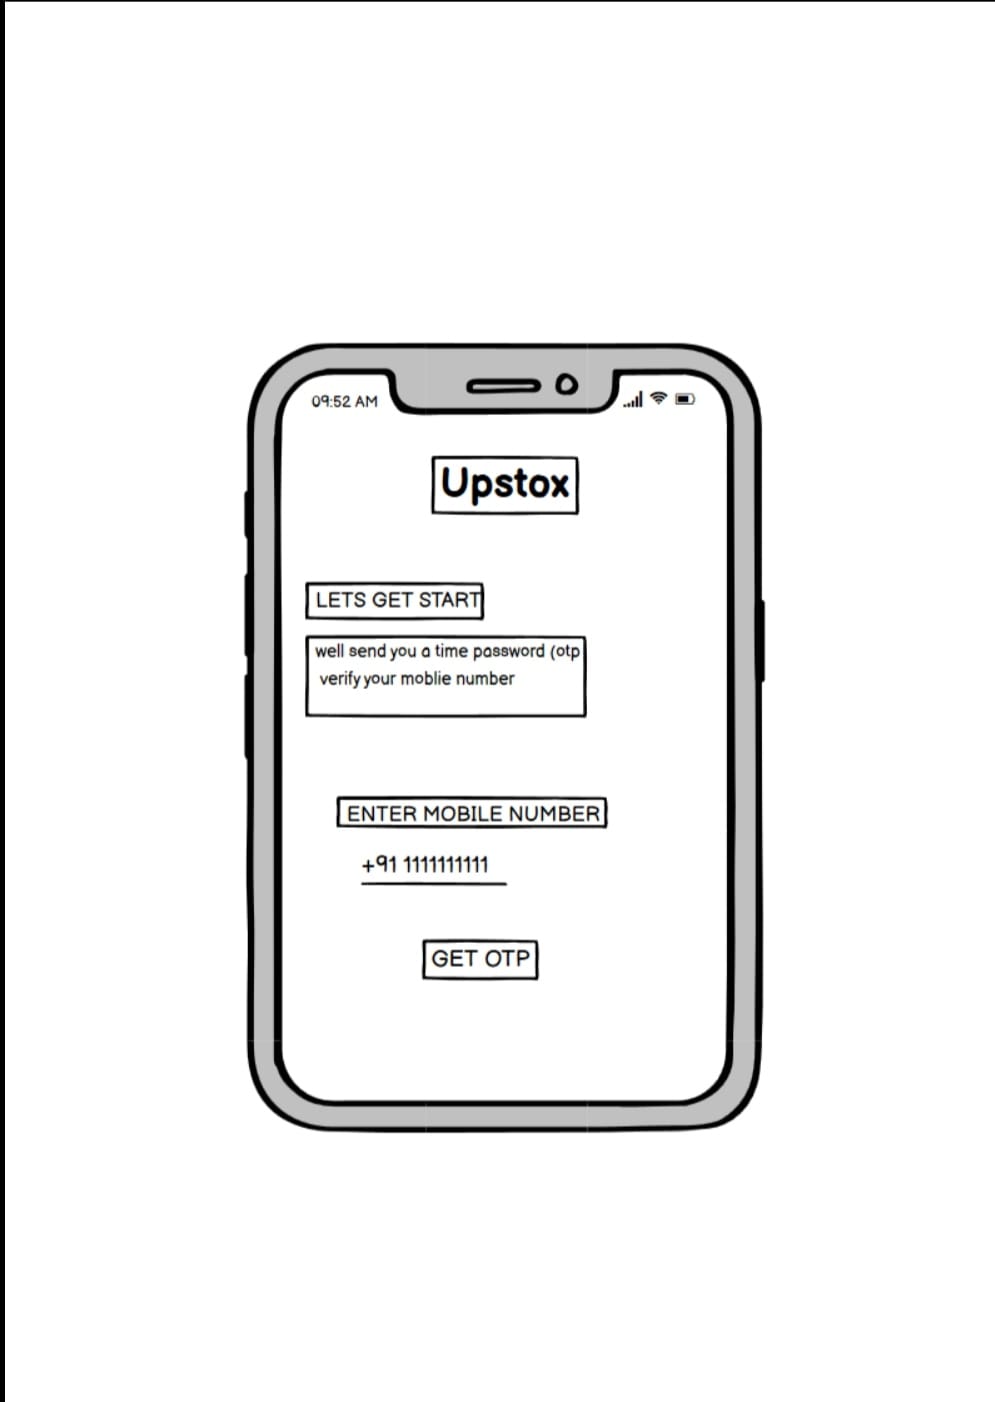 09:52 AM
Upstox
LETS GET START
well send you a time password (otp
verify your moblie number
ENTER MOBILE NUMBER
+91 1111111111
GET OTP